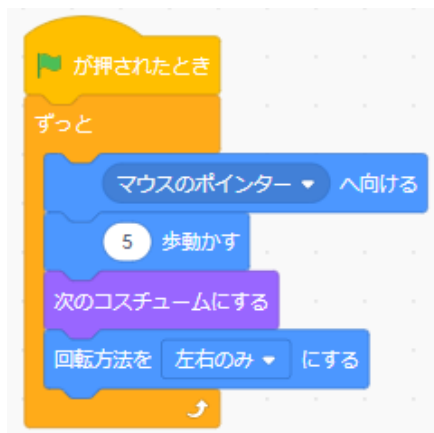 が押されたとき
ずっと
マウスのポインター へ向ける
5 歩動かす
次のコスチュームにする
回転方法を 左右のみ にする